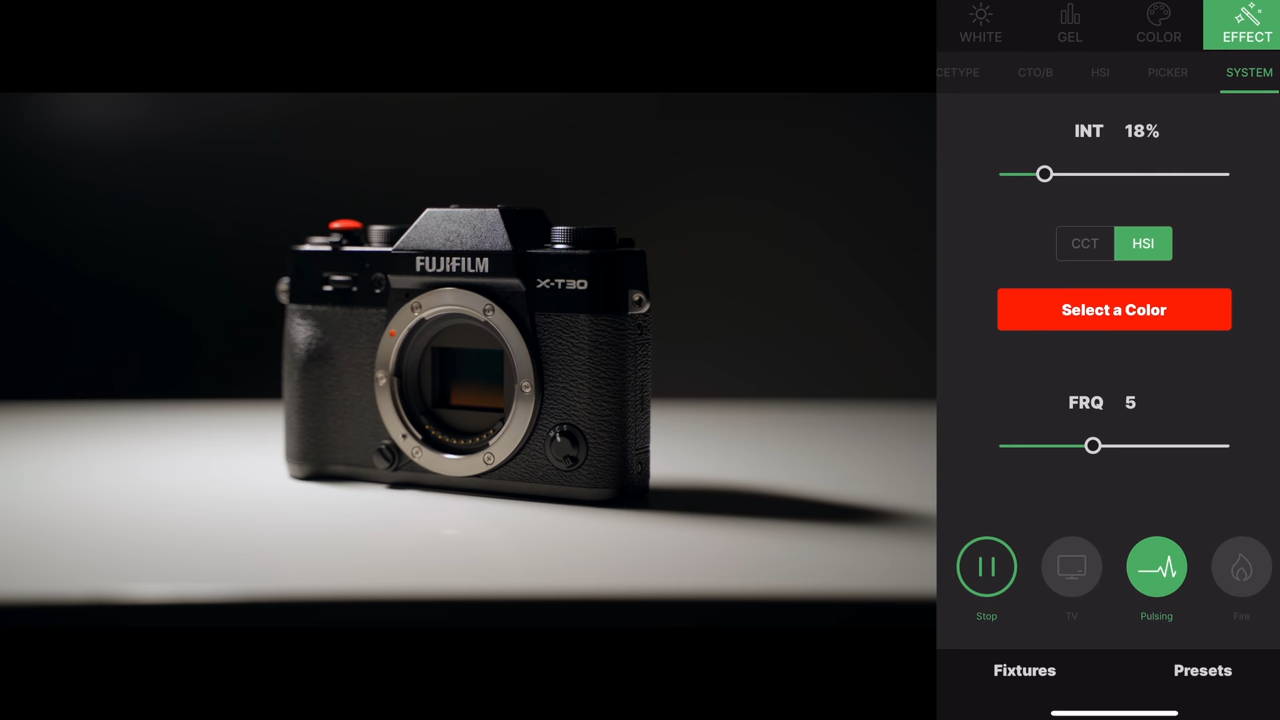 WHITE GEL COLOR EFFECT
CETYPE CTO/B HSI PICKER SYSTEM
INT 18%
CCT HSI
Select a Color
FUJIFILM
X-T30
FRQ 5
Stop TV Pulsing Fire
Fixtures Presets